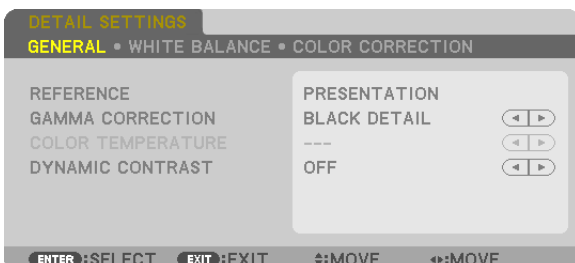 DETAIL SETTINGS
GENERAL • WHITE BALANCE • COLOR CORRECTION
REFERENCE PRESENTATION
GAMMA CORRECTION BLACK DETAIL
COLOR TEMPERATURE ---
DYNAMIC CONTRAST OFF
ENTER :SELECT EXIT :EXIT :MOVE :MOVE